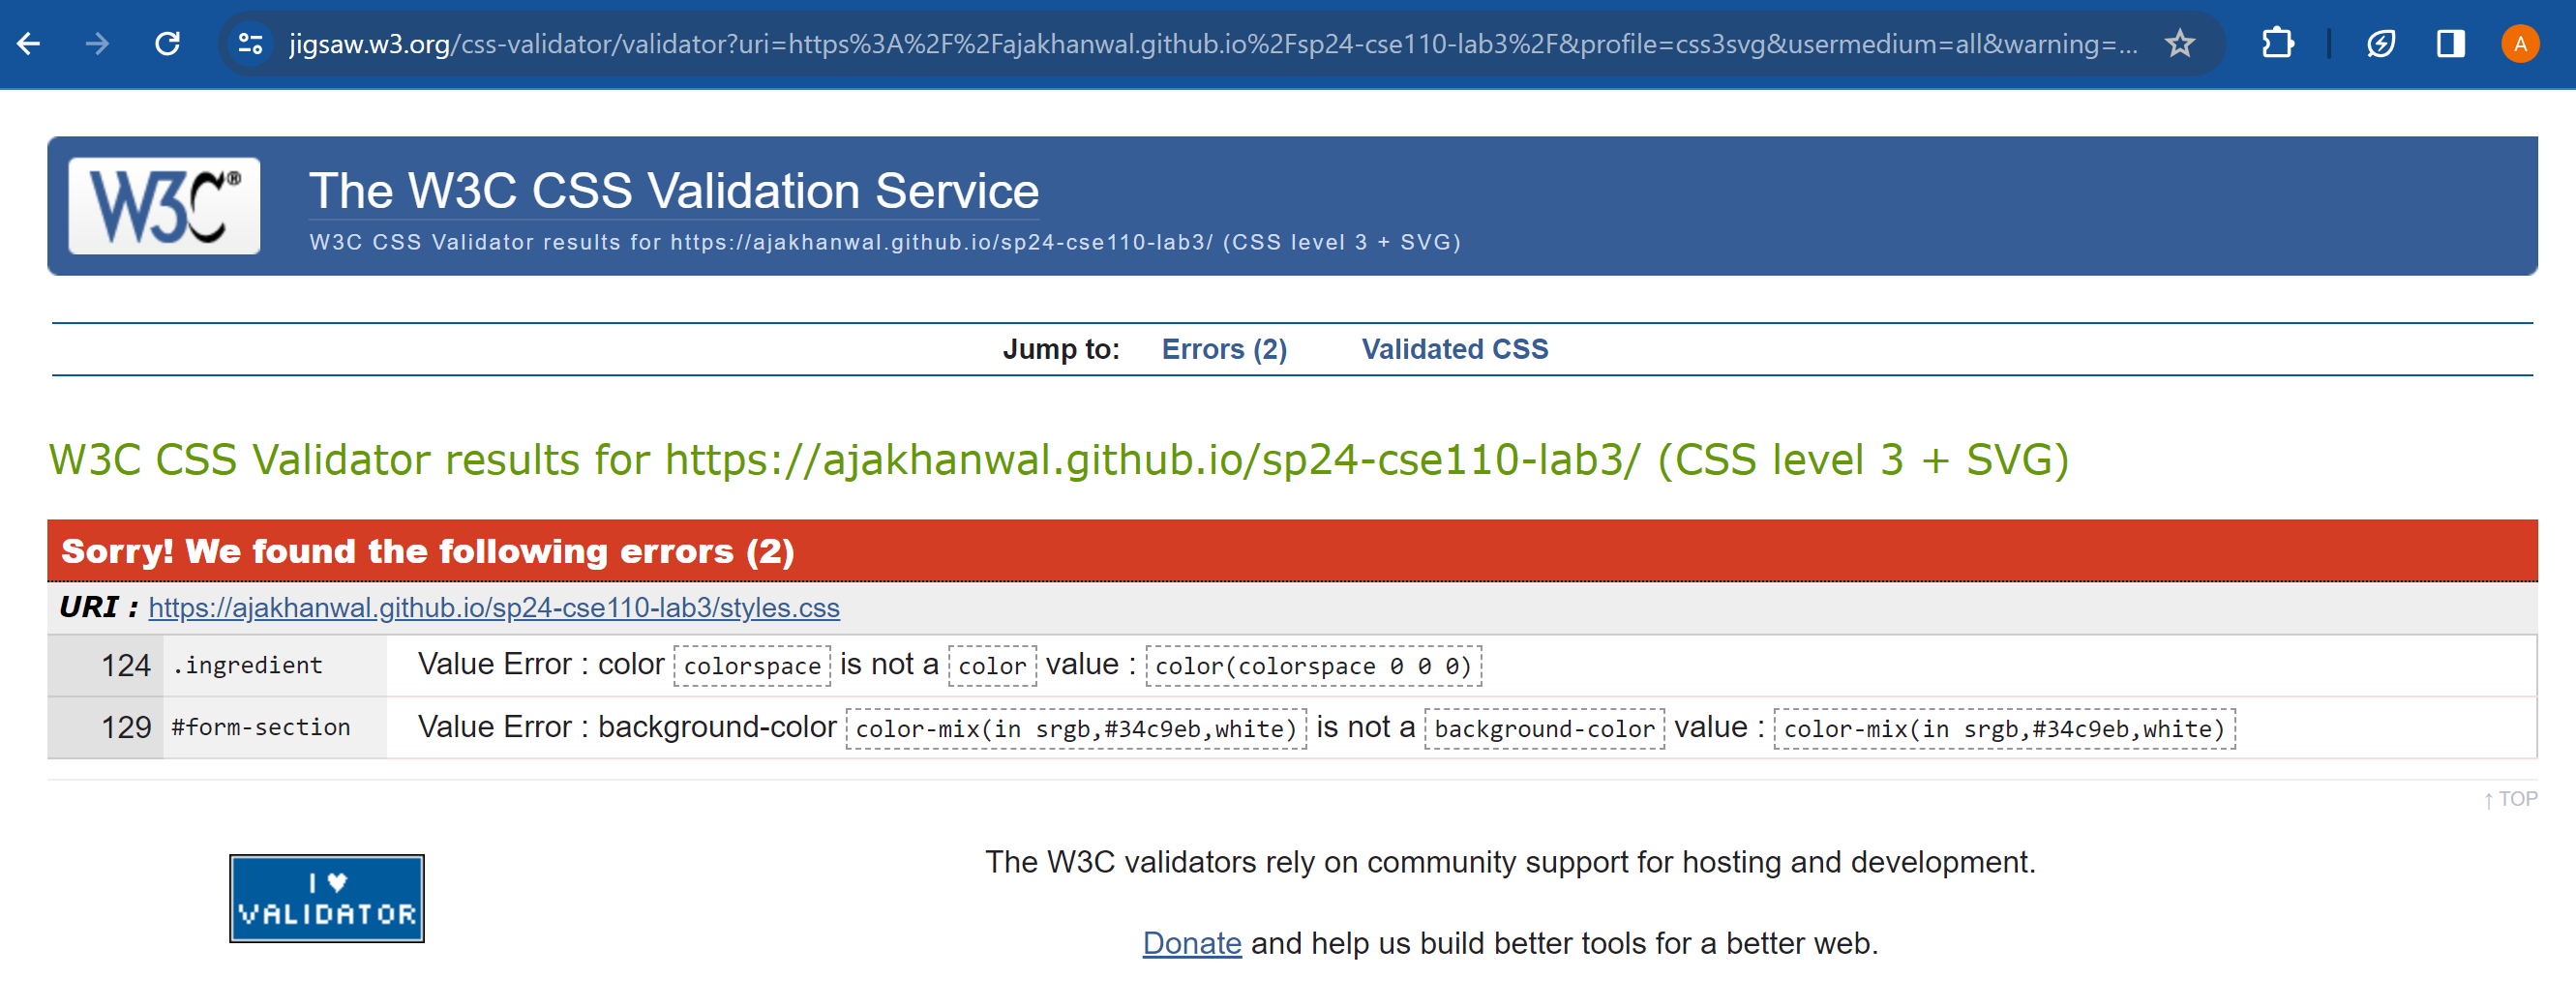 jigsaw.w3.org/css-validator/validator?uri=https%3A%2F%2Fajakhanwal.github.io%2Fsp24-cse110-lab3%2F&profile=css3svg&usermedium=all&warning=...
A
W3C®
The W3C CSS Validation Service
W3C CSS Validator results for https://ajakhanwal.github.io/sp24-cse110-lab3/ (CSS level 3 + SVG)
Jump to: Errors (2) Validated CSS
W3C CSS Validator results for https://ajakhanwal.github.io/sp24-cse110-lab3/ (CSS level 3 + SVG)
Sorry! We found the following errors (2)
URI : https://ajakhanwal.github.io/sp24-cse110-lab3/styles.css
124 .ingredient Value Error : color colorspace is not a color value : color(colorspace 0 0 0)
129 #form-section Value Error : background-color color-mix(in srgb,#34c9eb,white) is not a background-color value : color-mix(in srgb,#34c9eb,white)
↑ TOP
I ♥
VALIDATOR
The W3C validators rely on community support for hosting and development.
Donate and help us build better tools for a better web.